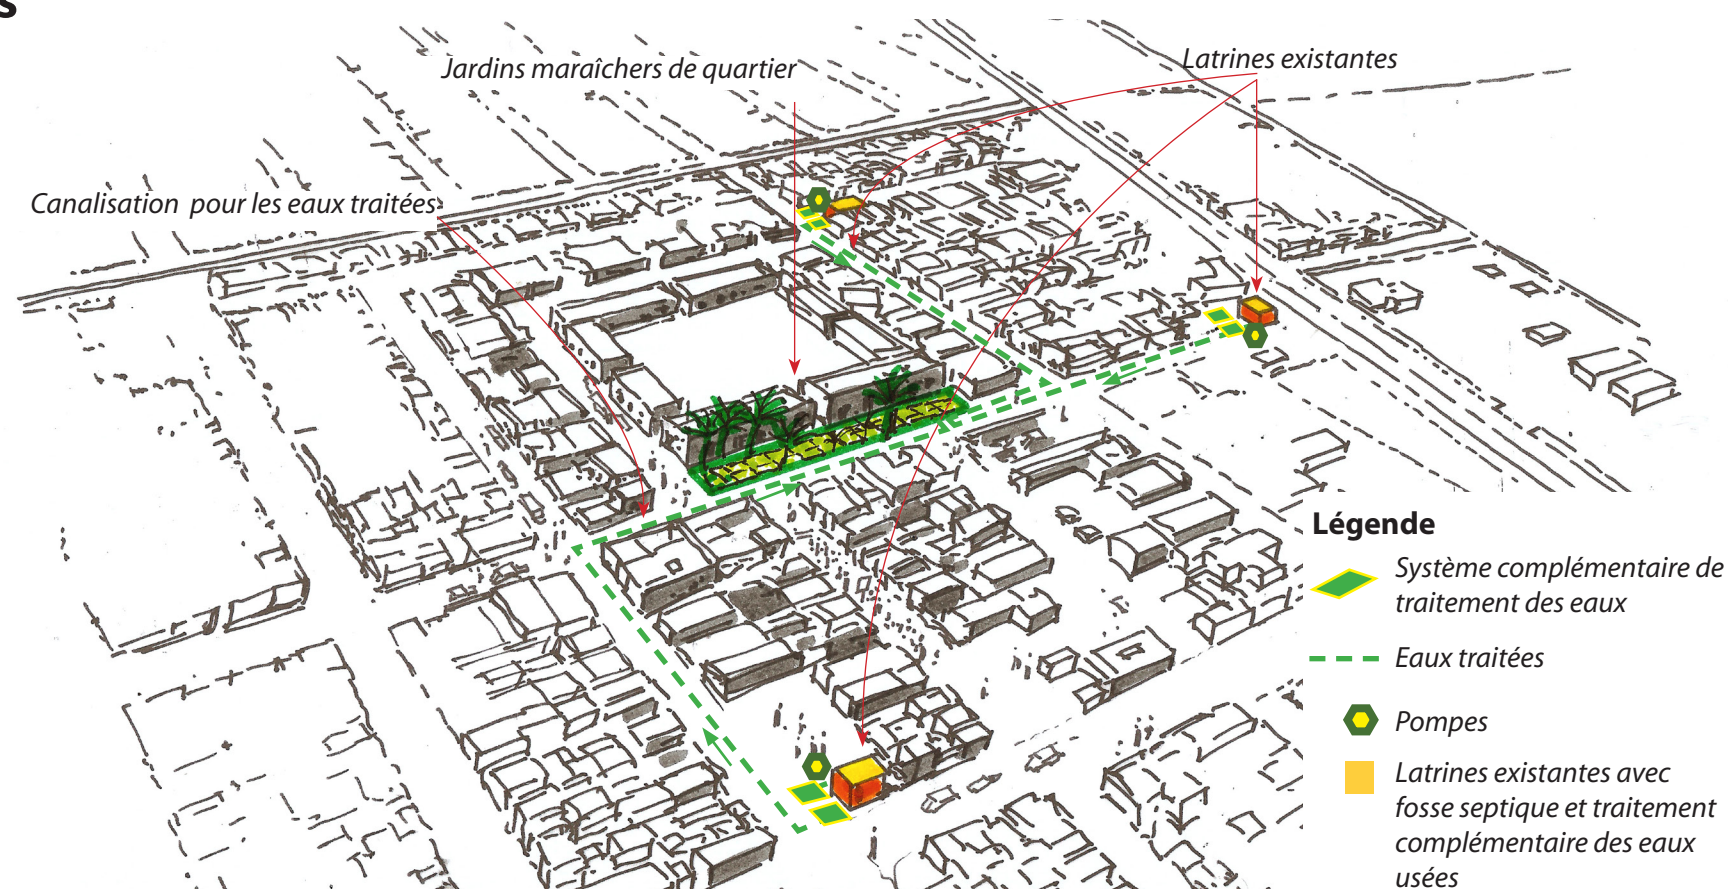 s
Jardins maraîchers de quartier
Latrines existantes
Canalisation pour les eaux traitées
Légende
Système complémentaire de
traitement des eaux
Eaux traitées
Pompes
Latrines existantes avec
fosse septique et traitement
complémentaire des eaux
usées